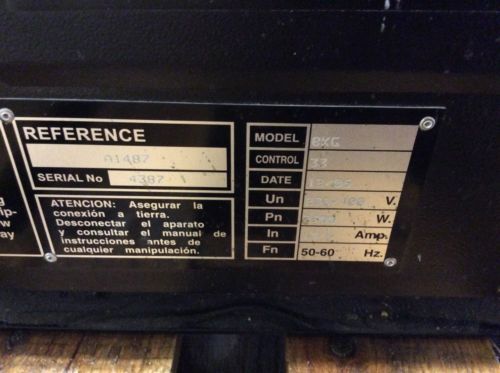 REFERENCE
A1487
SERIAL No 4387
ATENCION: Asegurar la
conexión a tierra.
Desconectar el aparato
y consultar el manual de
instrucciones antes de
cualquier manipulación.
MODEL 8KG
CONTROL 33
DATE
Un V.
Pn W.
In Amp.
Fn 50-60 Hz.